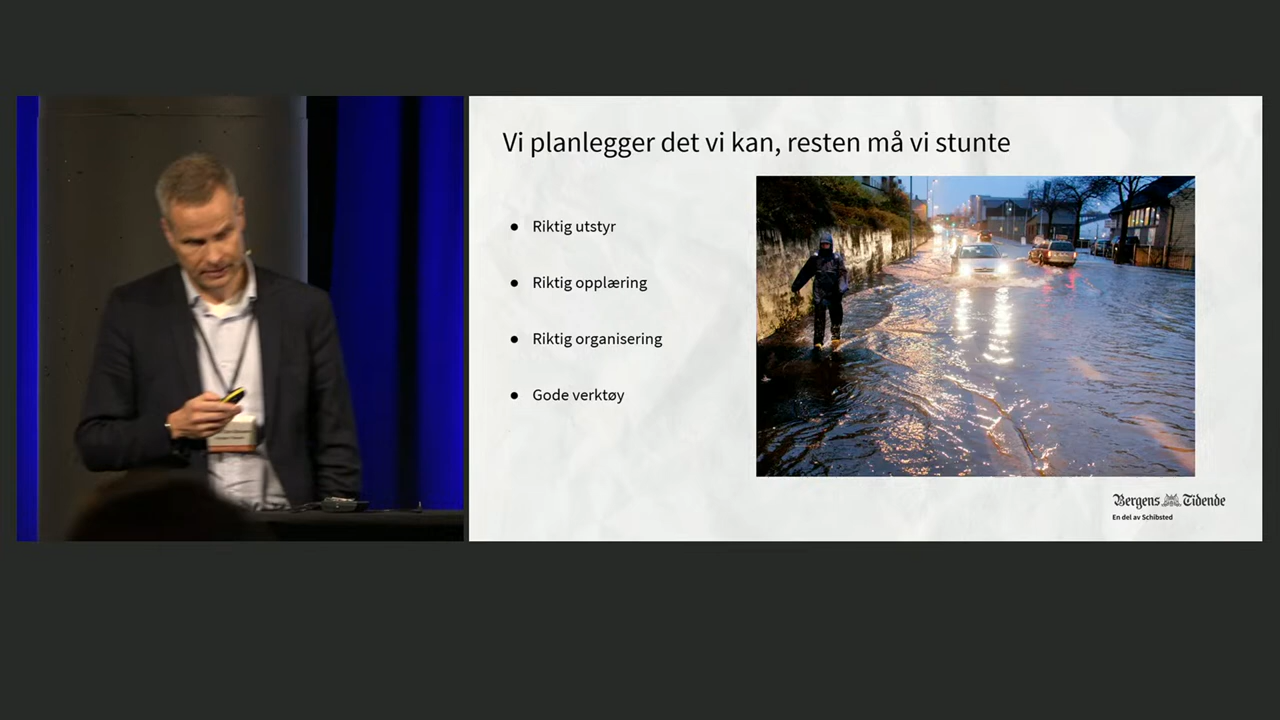 Vi planlegger det vi kan, resten må vi stunte
● Riktig utstyr
● Riktig opplæring
● Riktig organisering
● Gode verktøy
Bergens Tidende
En del av Schibsted